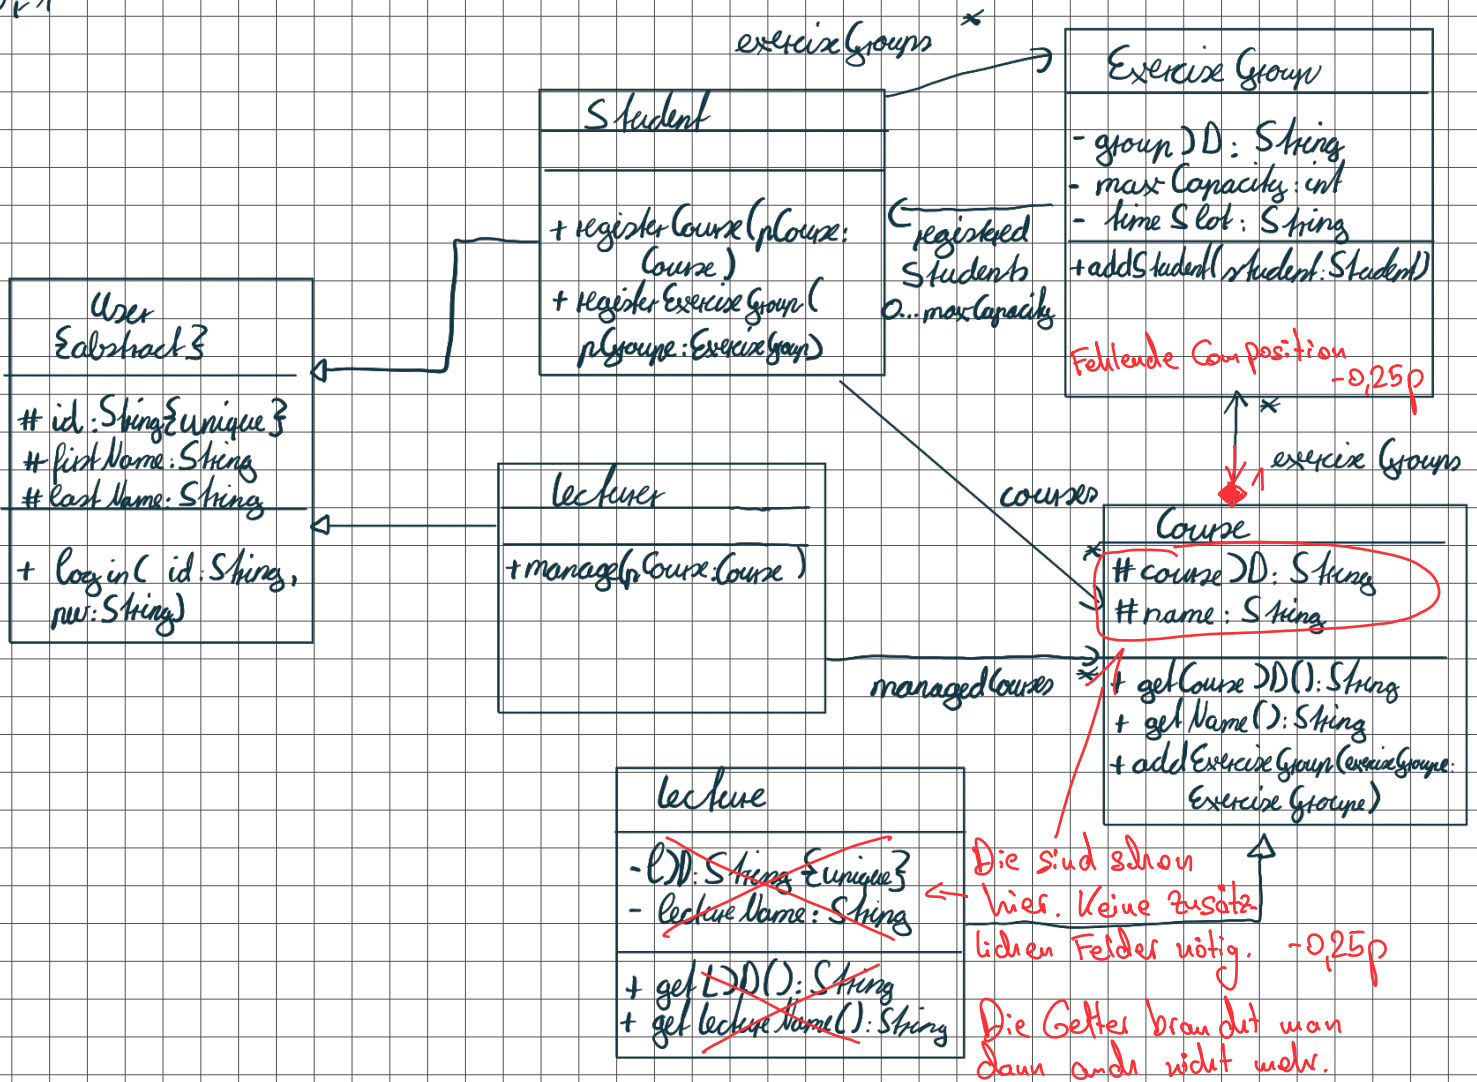 exerciseGroups *
Exercise Group
- groupID: String
- maxCapacity: int
- timeSlot: String
+addStudent(student:Student)
Fehlende Composition
-0,25p
Student
+ registerCourse(pCourse:
Course)
+ registerExerciseGroup(
pGroupe:ExerciseGroup)
registered
Students
0...maxCapacity
User
{abstract}
# id:String{unique}
# firstName:String
# lastName:String
+ login( id:String,
pw:String)
Lecturer
+manage(pCourse:Course )
courses
*
managedCourses *
* exercise Groups
1
Course
# courseID: String
# name: String
+ getCourseID():String
+ getName():String
+ addExerciseGroup(exerciseGroupe:
ExerciseGroupe)
Lecture
- lID:String {unique}
- lectureName: String
+ getLID(): String
+ getLectureName():String
Die sind schon
hier. Keine zusätz-
lichen Felder nötig. -0,25p
Die Getter braucht man
dann auch nicht mehr.